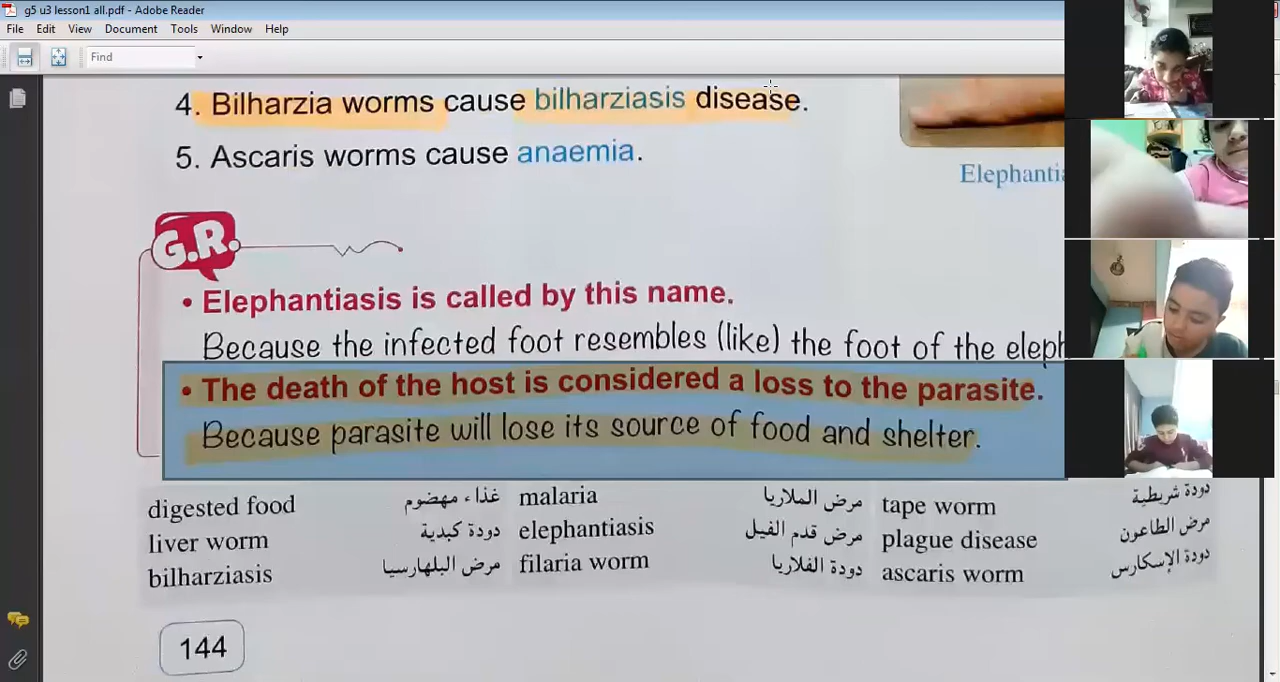 g5 u3 lesson1 all.pdf - Adobe Reader
File Edit View Document Tools Window Help
Find
4. Bilharzia worms cause bilharziasis disease.
5. Ascaris worms cause anaemia.
G.R.
• Elephantiasis is called by this name.
Because the infected foot resembles (like) the foot of the
• The death of the host is considered a loss to the parasite.
Because parasite will lose its source of food and shelter.
digested food غذاء مهضوم malaria مرض الملاريا tape worm دودة شريطية
liver worm دودة كبدية elephantiasis مرض قدم الفيل plague disease مرض الطاعون
bilharziasis مرض البلهارسيا filaria worm دودة الفلاريا ascaris worm دودة الإسكارس
144